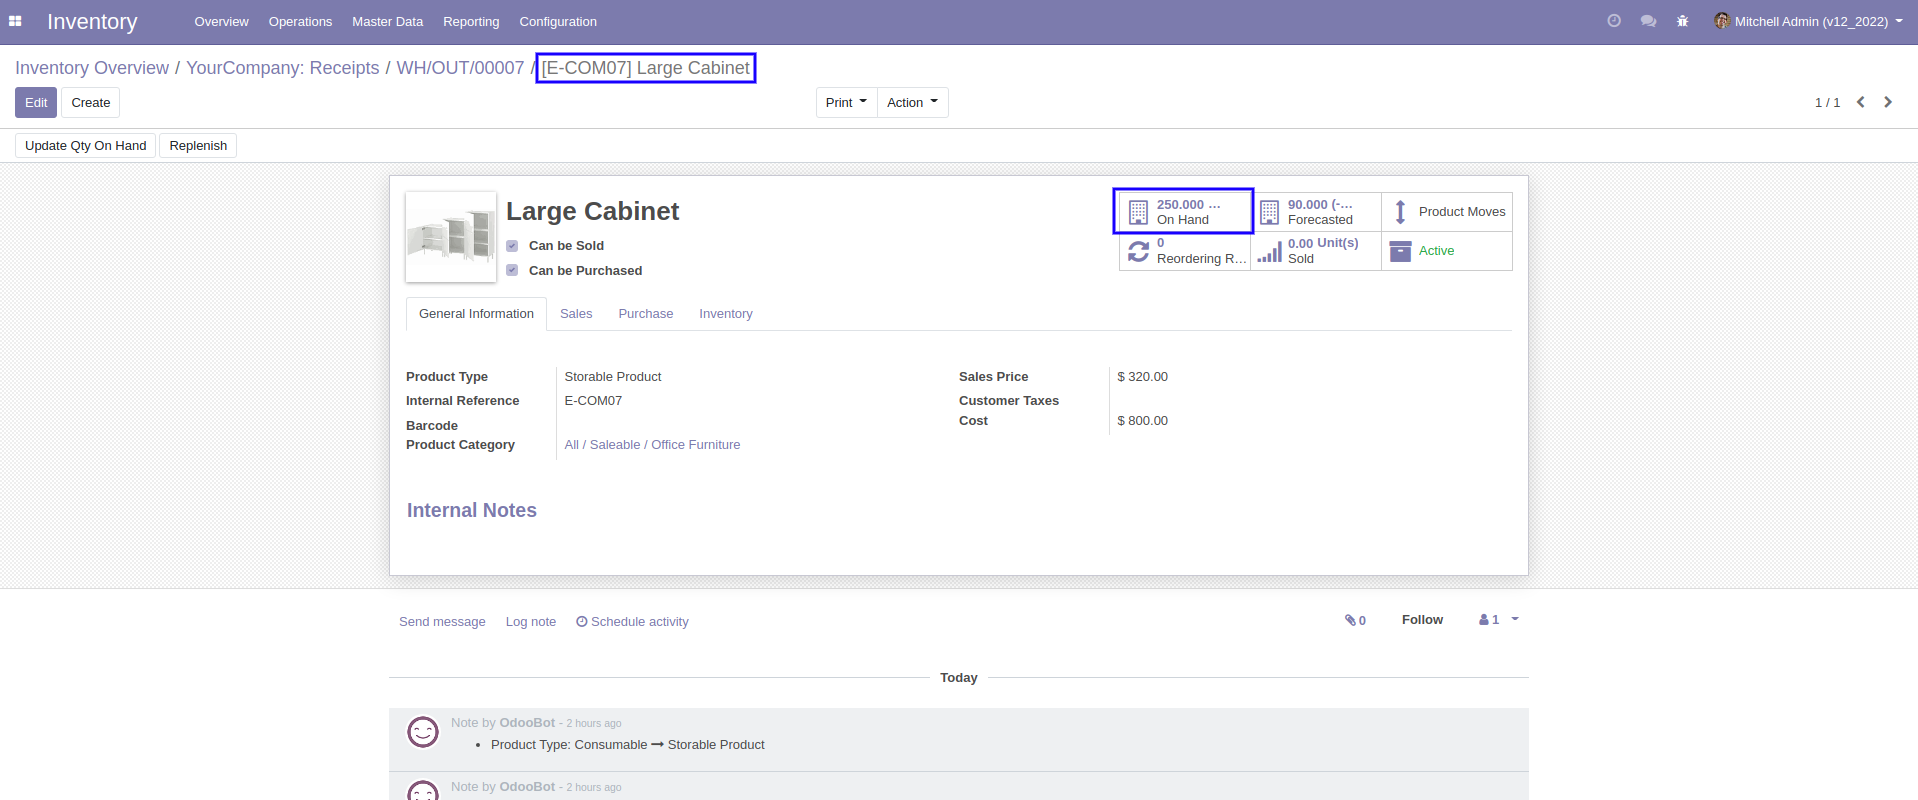 Inventory Overview Operations Master Data Reporting Configuration Mitchell Admin (v12_2022)
Inventory Overview / YourCompany: Receipts / WH/OUT/00007 / [E-COM07] Large Cabinet
Edit Create Print Action 1 / 1
Update Qty On Hand Replenish
Large Cabinet
Can be Sold
Can be Purchased
250.000 ...
On Hand
90.000 (-...
Forecasted
Product Moves
0
Reordering R...
0.00 Unit(s)
Sold
Active
General Information Sales Purchase Inventory
Product Type Storable Product
Internal Reference E-COM07
Barcode
Product Category All / Saleable / Office Furniture
Sales Price $ 320.00
Customer Taxes
Cost $ 800.00
Internal Notes
Send message Log note Schedule activity 0 Follow 1
Today
Note by OdooBot - 2 hours ago
• Product Type: Consumable → Storable Product
Note by OdooBot - 2 hours ago